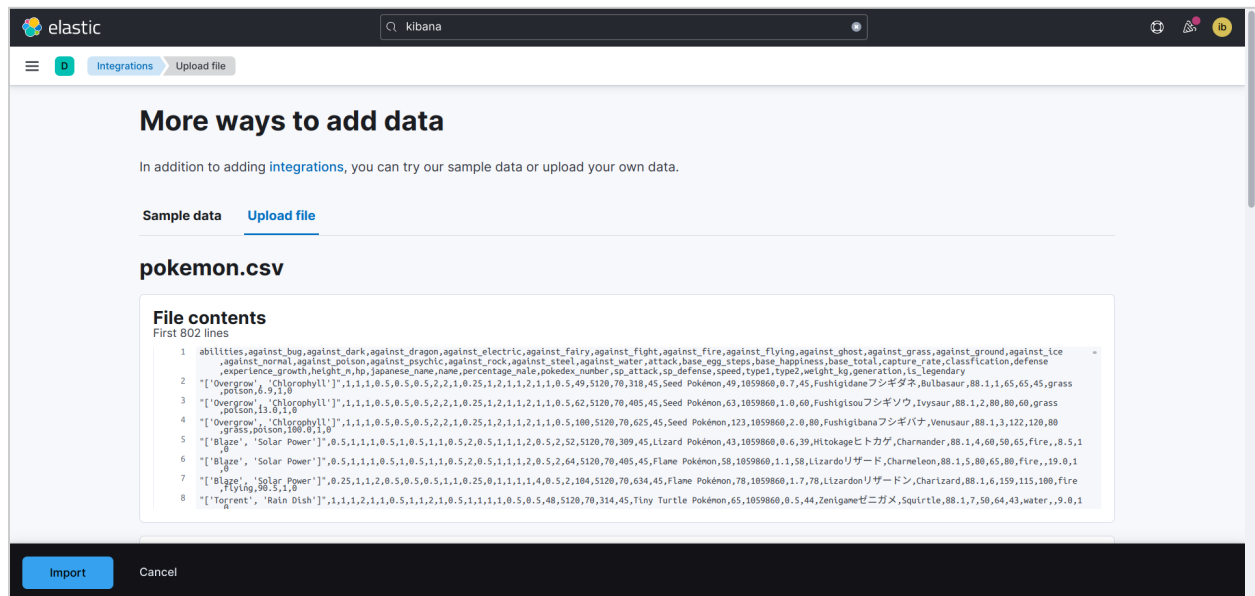 elastic
kibana
ib
D
Integrations
Upload file
More ways to add data
In addition to adding integrations, you can try our sample data or upload your own data.
Sample data
Upload file
pokemon.csv
File contents
First 802 lines
1 abilities,against_bug,against_dark,against_dragon,against_electric,against_fairy,against_fight,against_fire,against_flying,against_ghost,against_grass,against_ground,against_ice
,against_normal,against_poison,against_psychic,against_rock,against_steel,against_water,attack,base_egg_steps,base_happiness,base_total,capture_rate,classfication,defense
,experience_growth,height_m,hp,japanese_name,name,percentage_male,pokedex_number,sp_attack,sp_defense,speed,type1,type2,weight_kg,generation,is_legendary
2 "['Overgrow', 'Chlorophyll']",1,1,1,0.5,0.5,0.5,2,2,1,0.25,1,2,1,1,2,1,1,0.5,49,5120,70,318,45,Seed Pokémon,49,1059860,0.7,45,Fushigidaneフシギダネ,Bulbasaur,88.1,1,65,65,45,grass
,poison,6.9,1,0
3 "['Overgrow', 'Chlorophyll']",1,1,1,0.5,0.5,0.5,2,2,1,0.25,1,2,1,1,2,1,1,0.5,62,5120,70,405,45,Seed Pokémon,63,1059860,1.0,60,Fushigisouフシギソウ,Ivysaur,88.1,2,80,80,60,grass
,poison,13.0,1,0
4 "['Overgrow', 'Chlorophyll']",1,1,1,0.5,0.5,0.5,2,2,1,0.25,1,2,1,1,2,1,1,0.5,100,5120,70,625,45,Seed Pokémon,123,1059860,2.0,80,Fushigibanaフシギバナ,Venusaur,88.1,3,122,120,80
,grass,poison,100.0,1,0
5 "['Blaze', 'Solar Power']",0.5,1,1,1,0.5,1,0.5,1,1,0.5,2,0.5,1,1,1,2,0.5,2,52,5120,70,309,45,Lizard Pokémon,43,1059860,0.6,39,Hitokageヒトカゲ,Charmander,88.1,4,60,50,65,fire,,8.5,1
,0
6 "['Blaze', 'Solar Power']",0.5,1,1,1,0.5,1,0.5,1,1,0.5,2,0.5,1,1,1,2,0.5,2,64,5120,70,405,45,Flame Pokémon,58,1059860,1.1,58,Lizardoリザード,Charmeleon,88.1,5,80,65,80,fire,,19.0,1
,0
7 "['Blaze', 'Solar Power']",0.25,1,1,2,0.5,0.5,0.5,1,1,0.25,0,1,1,1,1,4,0.5,2,104,5120,70,634,45,Flame Pokémon,78,1059860,1.7,78,Lizardonリザードン,Charizard,88.1,6,159,115,100,fire
,flying,90.5,1,0
8 "['Torrent', 'Rain Dish']",1,1,1,2,1,1,0.5,1,1,2,1,0.5,1,1,1,1,0.5,0.5,48,5120,70,314,45,Tiny Turtle Pokémon,65,1059860,0.5,44,Zenigameゼニガメ,Squirtle,88.1,7,50,64,43,water,,9.0,1
Import
Cancel